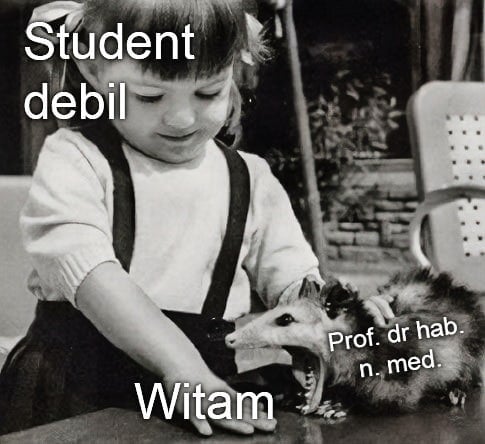 Student
debil
Prof. dr hab.
n. med.
Witam